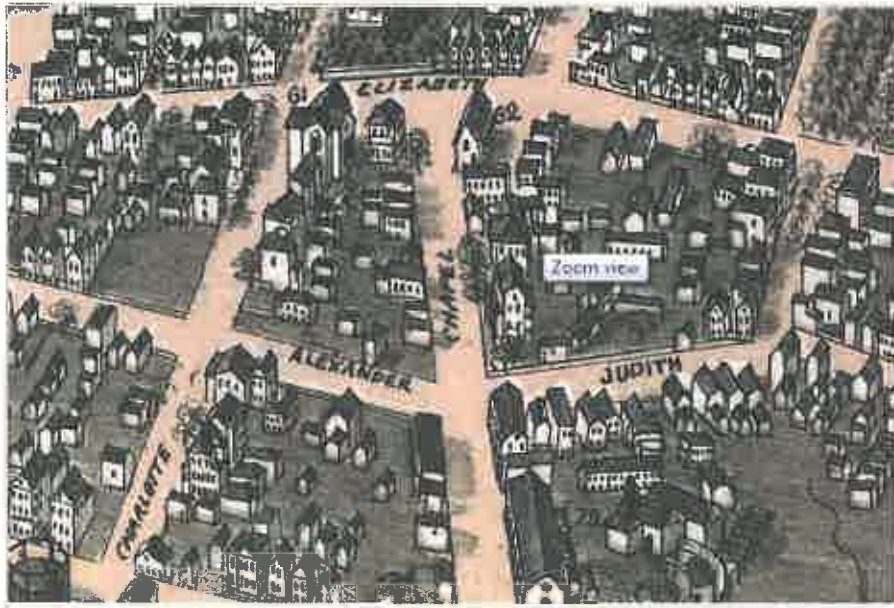 61
ELIZABETH
62
CHAPEL
Zoom view
ALEXANDER
JUDITH
CHARLOTTE